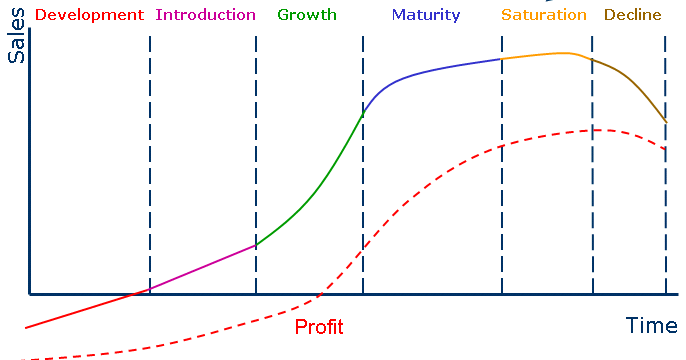 Development Introduction Growth Maturity Saturation Decline
Sales
Profit
Time